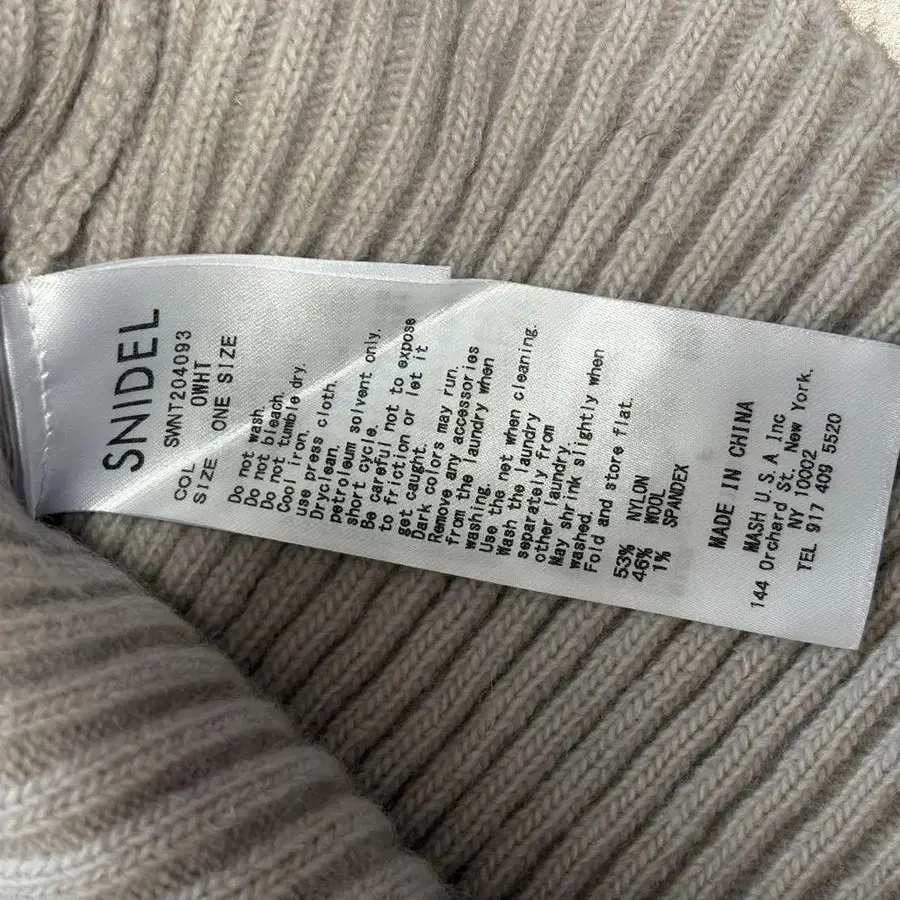 SNIDEL
SWNT204093
COL OWHT
SIZE ONE SIZE
Do not wash.
Do not bleach.
Do not tumble dry.
Cool iron.
use press cloth.
Dryclean.
petroleum solvent only.
Short cycle.
Be careful not to expose
to friction or let it
get caught.
Dark colors may run.
Remove any accessories
from the laundry when
washing.
Use the net when cleaning.
Wash the laundry
separately from
other laundry.
May shrink slightly when
washed.
Fold and store flat.
53% NYLON
46% WOOL
1% SPANDEX
MADE IN CHINA
MASH U.S.A Inc
144 Orchard St. New York.
NY 10002
TEL 917 409 5520